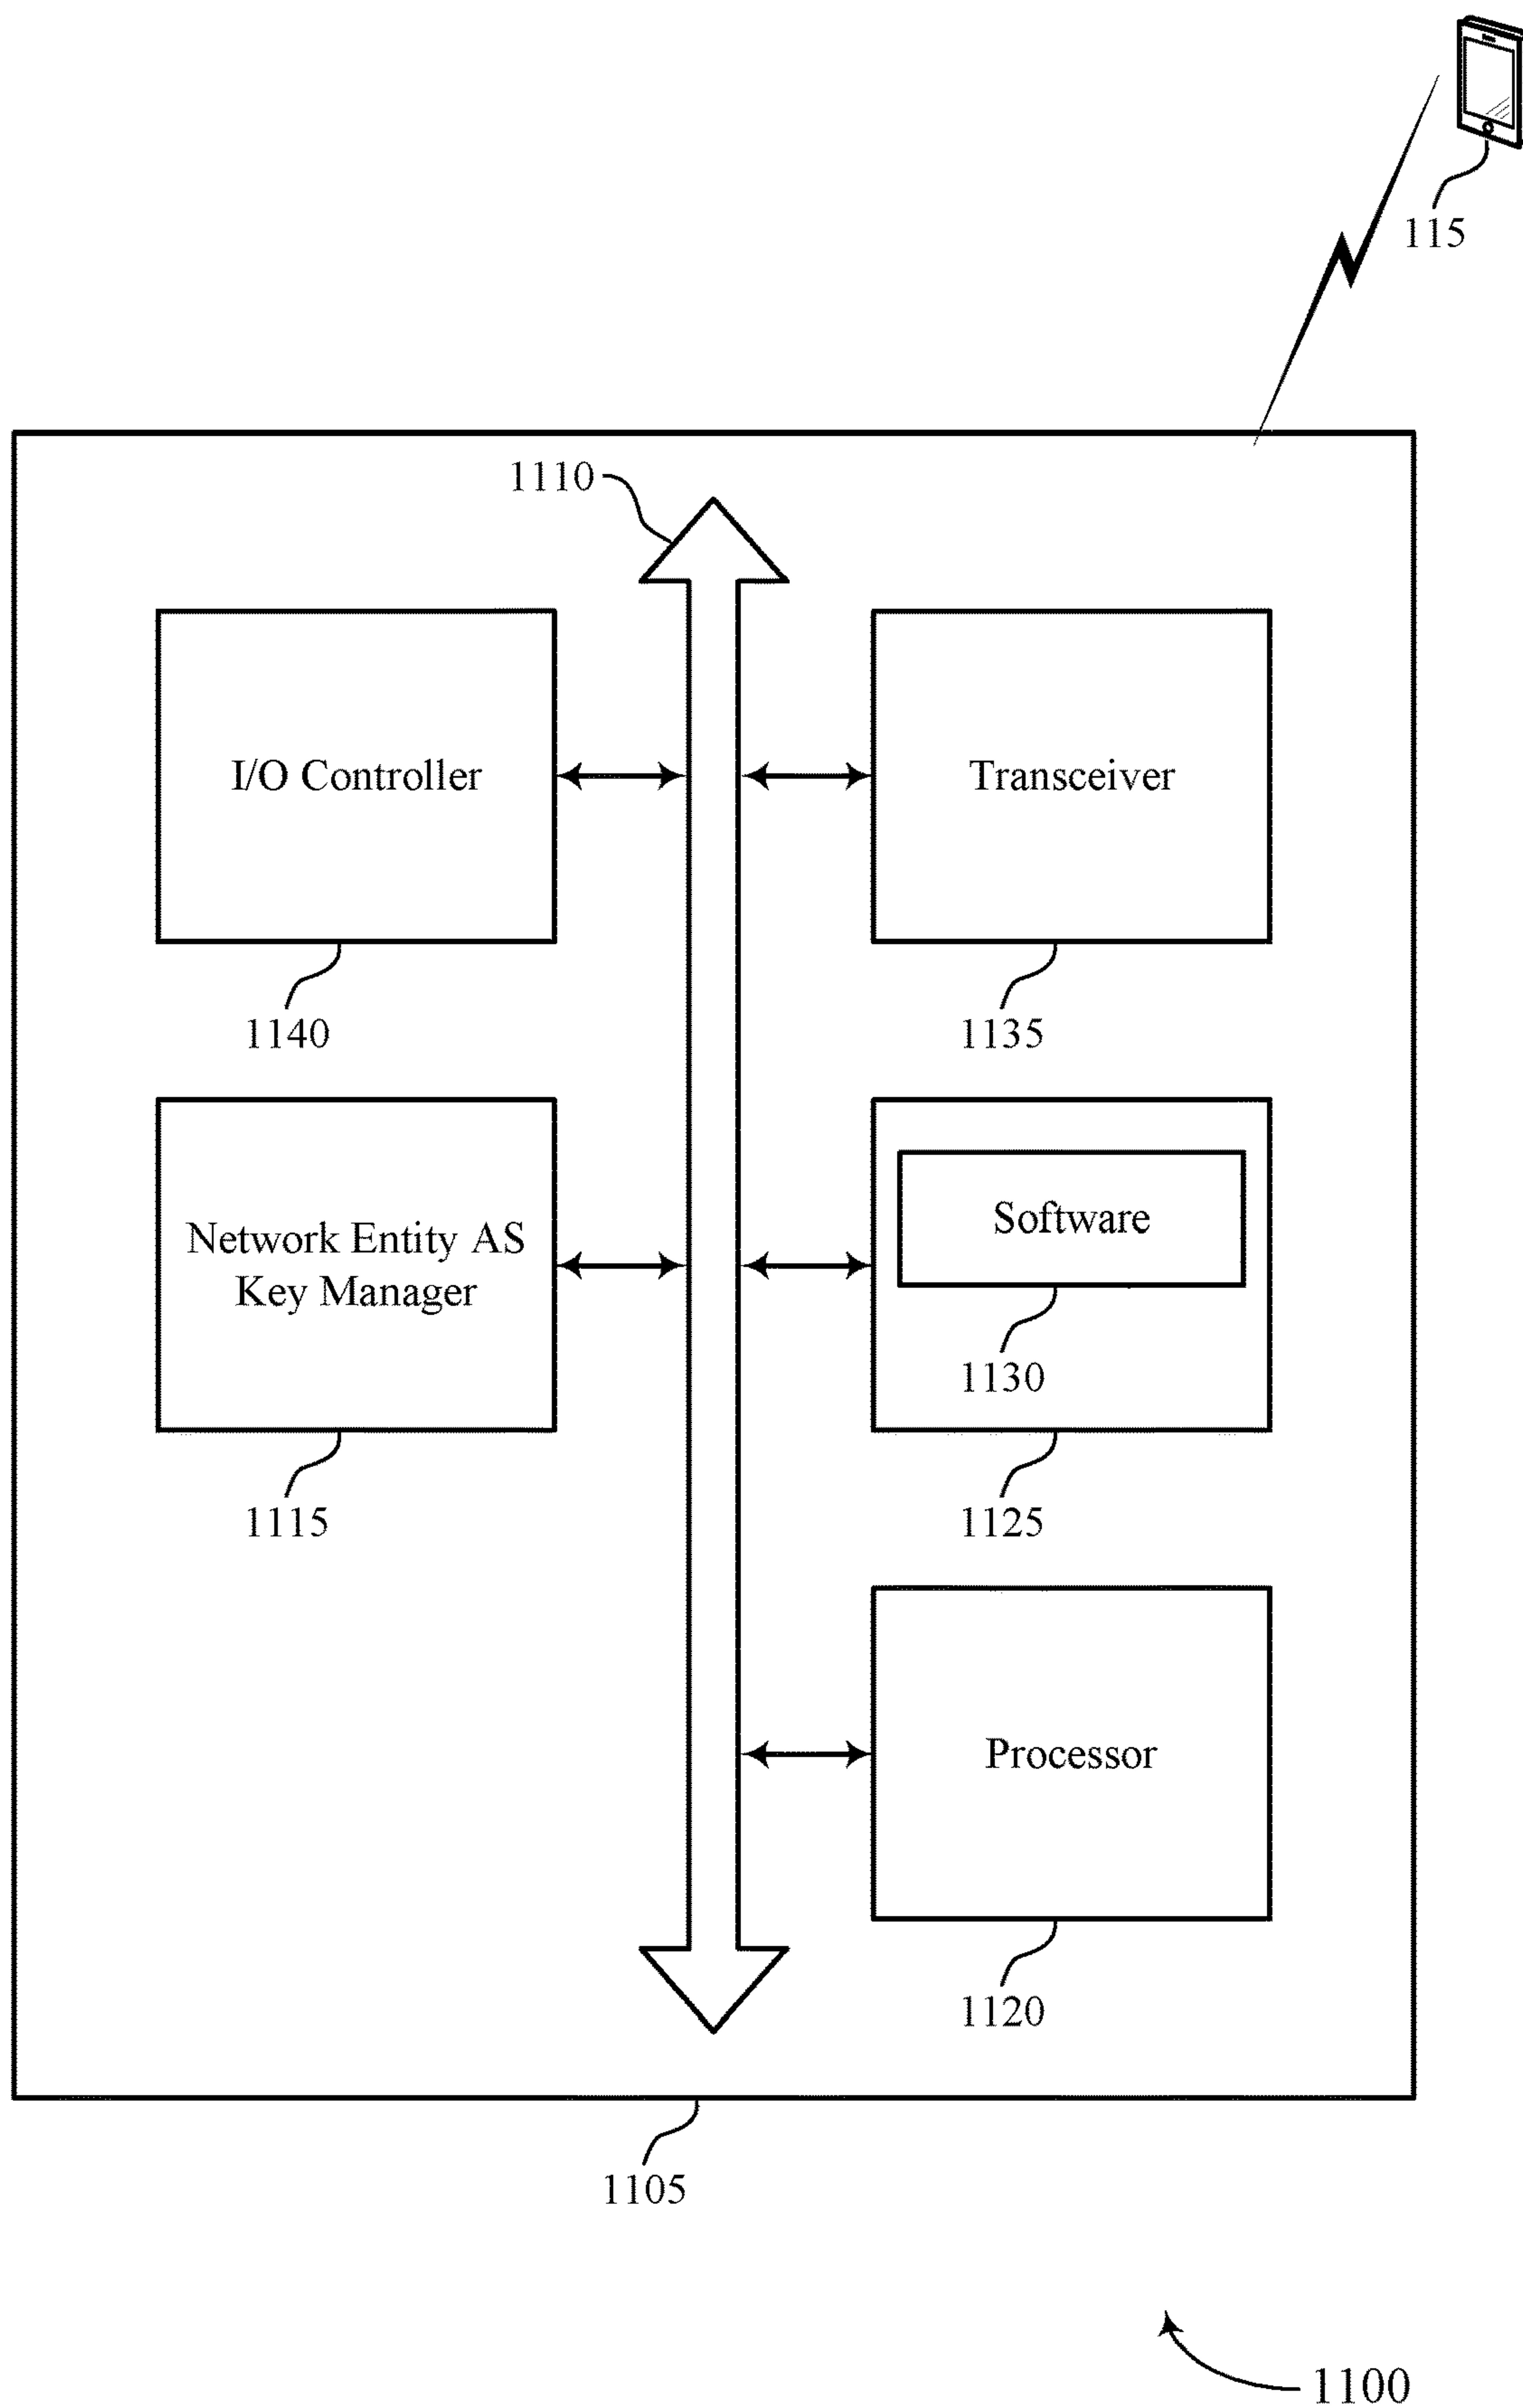 115
1110
I/O Controller
Transceiver
1140
1135
Network Entity AS
Key Manager
Software
1130
1115
1125
Processor
1120
1105
1100